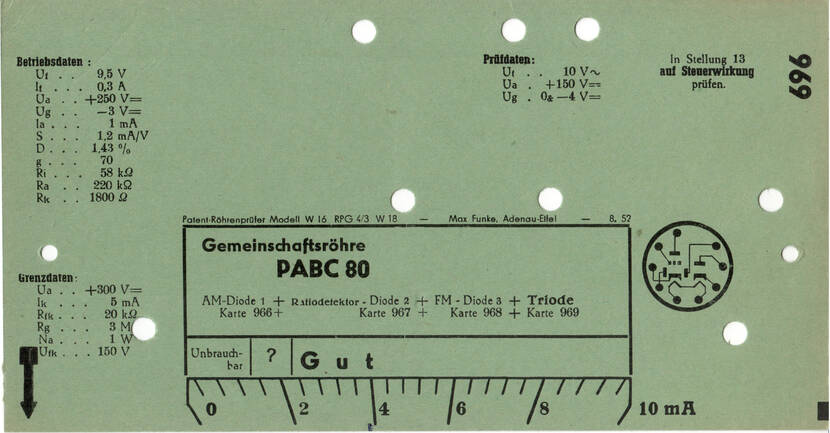 Betriebsdaten :
Uf . . 9,5 V
If . . 0,3 A
Ua . . +250 V=
Ug . . . —3 V=
Ia . . . 1 mA
S . . . 1,2 mA/V
D . . . 1,43 %
g . . . 70
Ri . . . 58 kΩ
Ra . . 220 kΩ
Rk . . 1800 Ω
Prüfdaten:
Uf . . 10 V~
Ua . +150 V=
Ug . 0& —4 V=
In Stellung 13
auf Steuerwirkung
prüfen.
969
Patent-Röhrenprüfer Modell W 16 RPG 4/3 W 18 — Max Funke, Adenau-Eifel — 8. 52
Gemeinschaftsröhre
PABC 80
AM-Diode 1 + Ratiodetektor - Diode 2 + FM - Diode 3 + Triode
Karte 966 + Karte 967 + Karte 968 + Karte 969
Unbrauch-
bar
?
Gut
0 2 4 6 8 10 mA
Grenzdaten:
Ua . . +300 V=
Ik . . . 5 mA
Rfk . . . 20 kΩ
Rg . . . 3 M
Na . . . 1 W
Ufk . . . 150 V